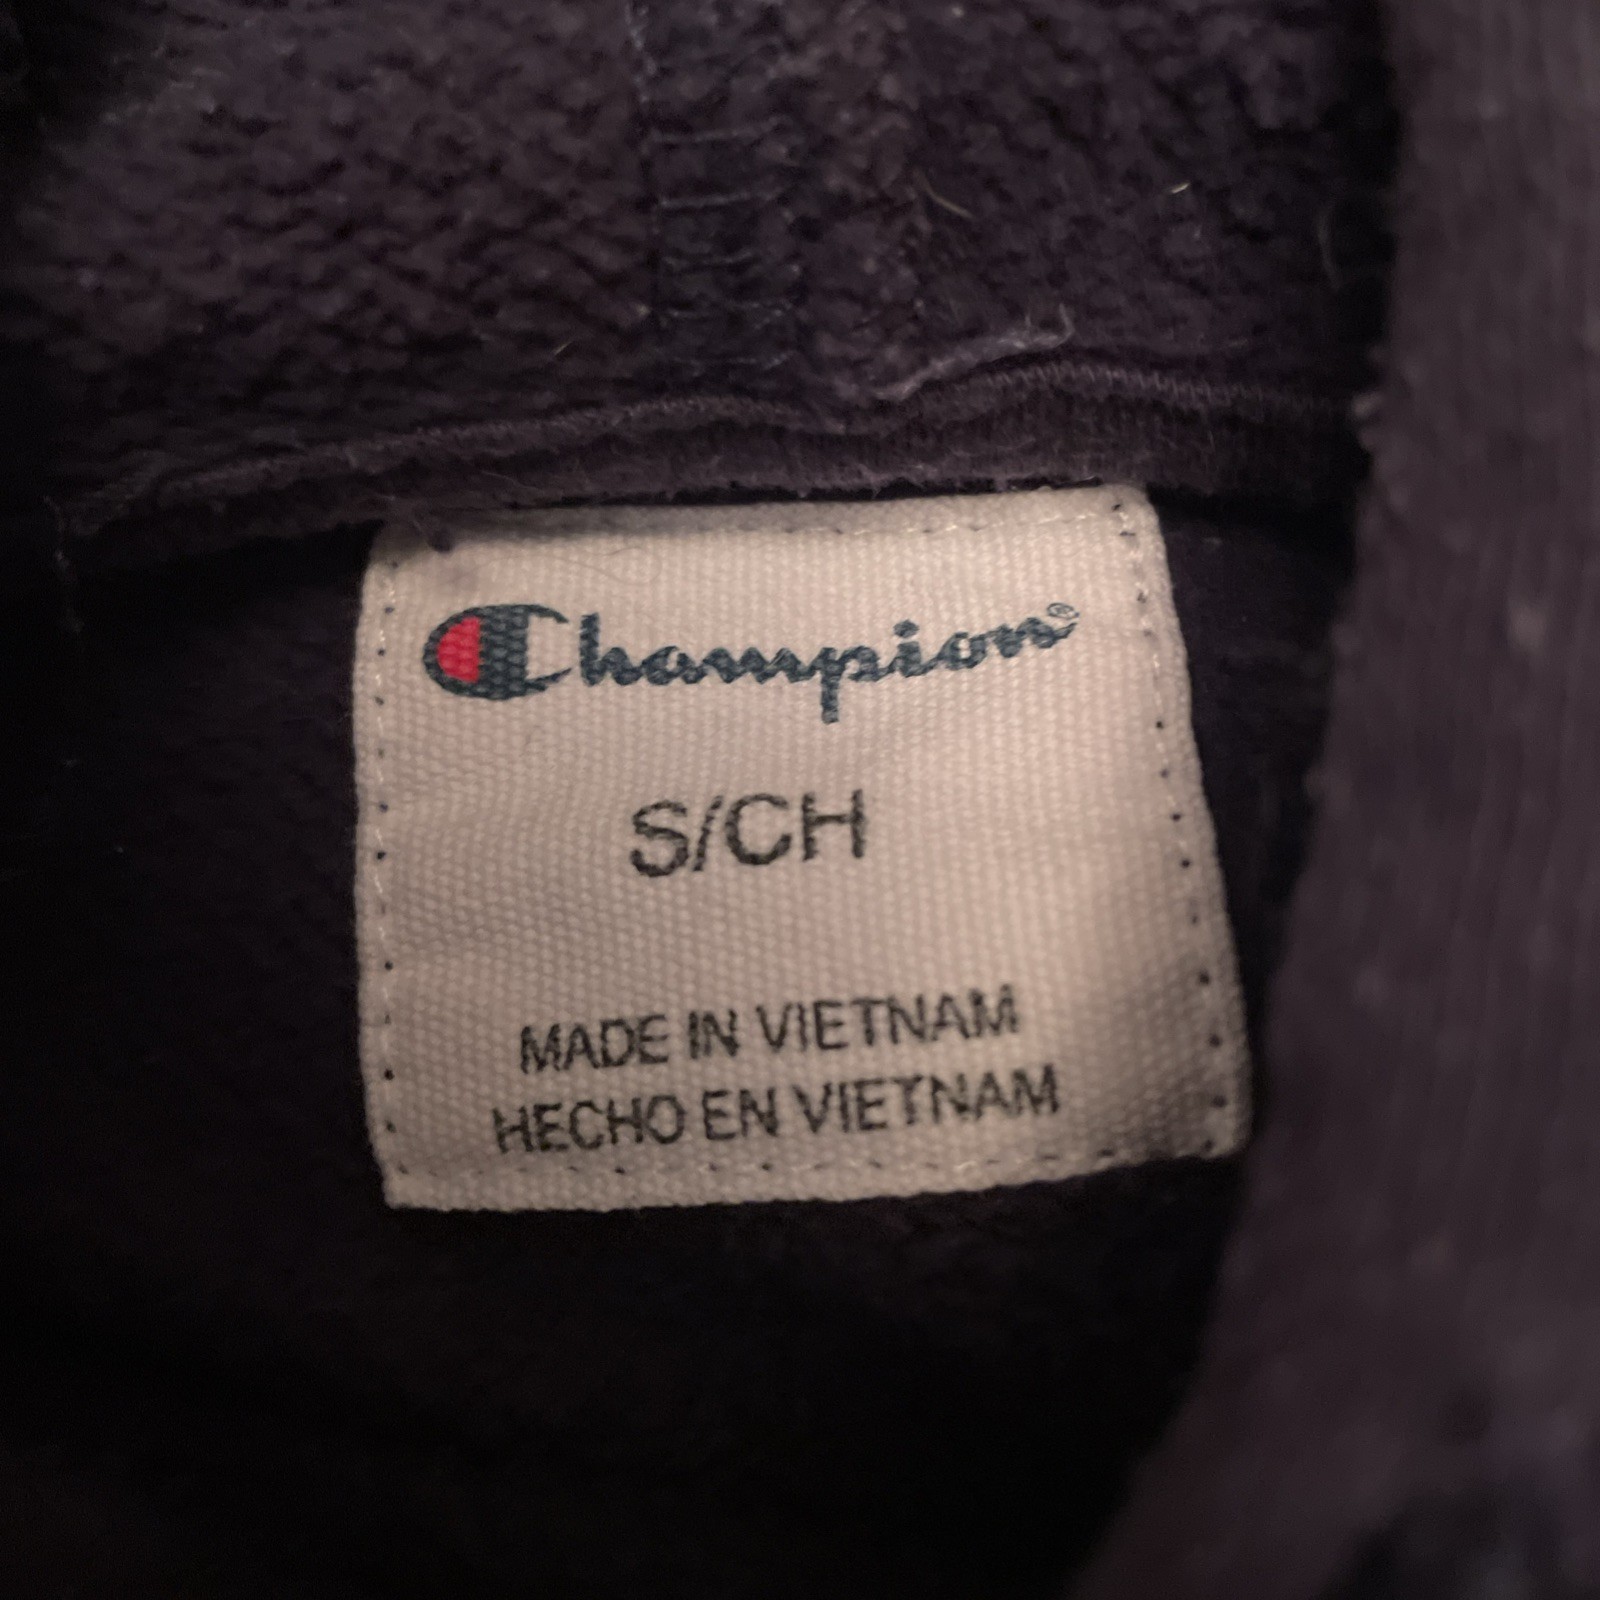 Champion®
S/CH
MADE IN VIETNAM
HECHO EN VIETNAM